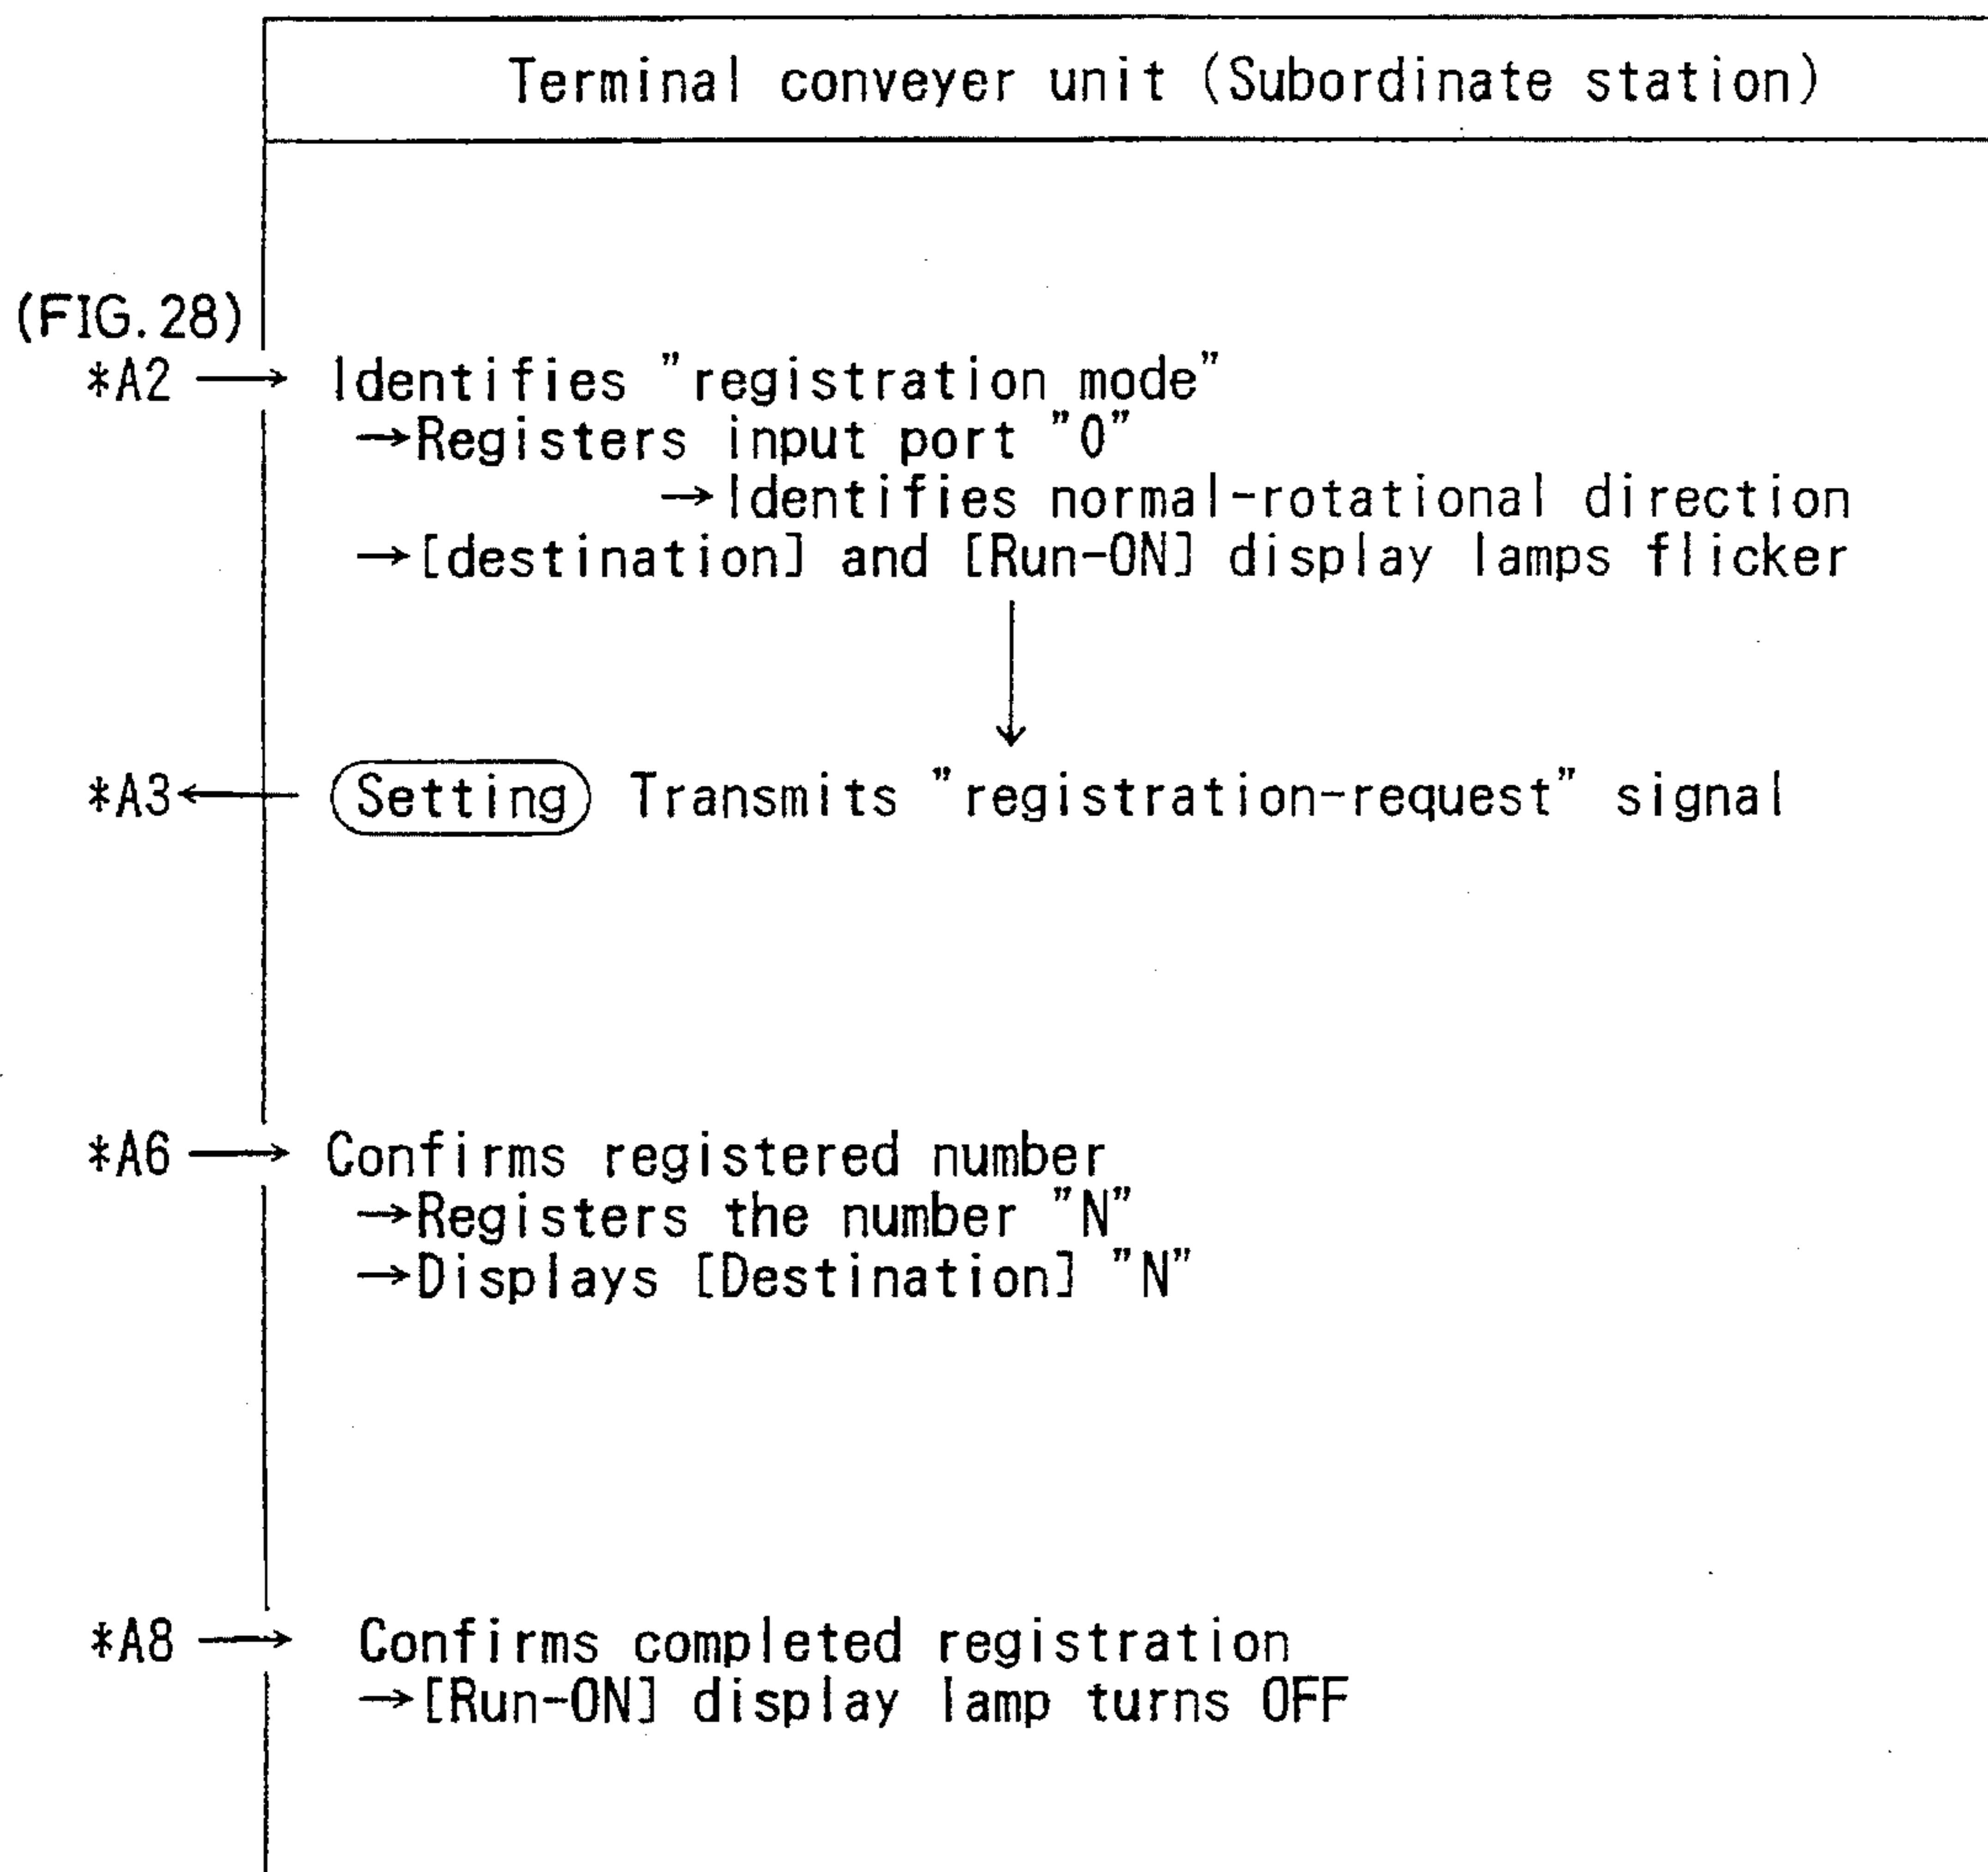 Terminal conveyer unit (Subordinate station)
(FIG.28)
*A2 → Identifies "registration mode"
→Registers input port "0"
→Identifies normal-rotational direction
→[destination] and [Run-ON] display lamps flicker
*A3← Setting Transmits "registration-request" signal
*A6 → Confirms registered number
→Registers the number "N"
→Displays [Destination] "N"
*A8 → Confirms completed registration
→[Run-ON] display lamp turns OFF